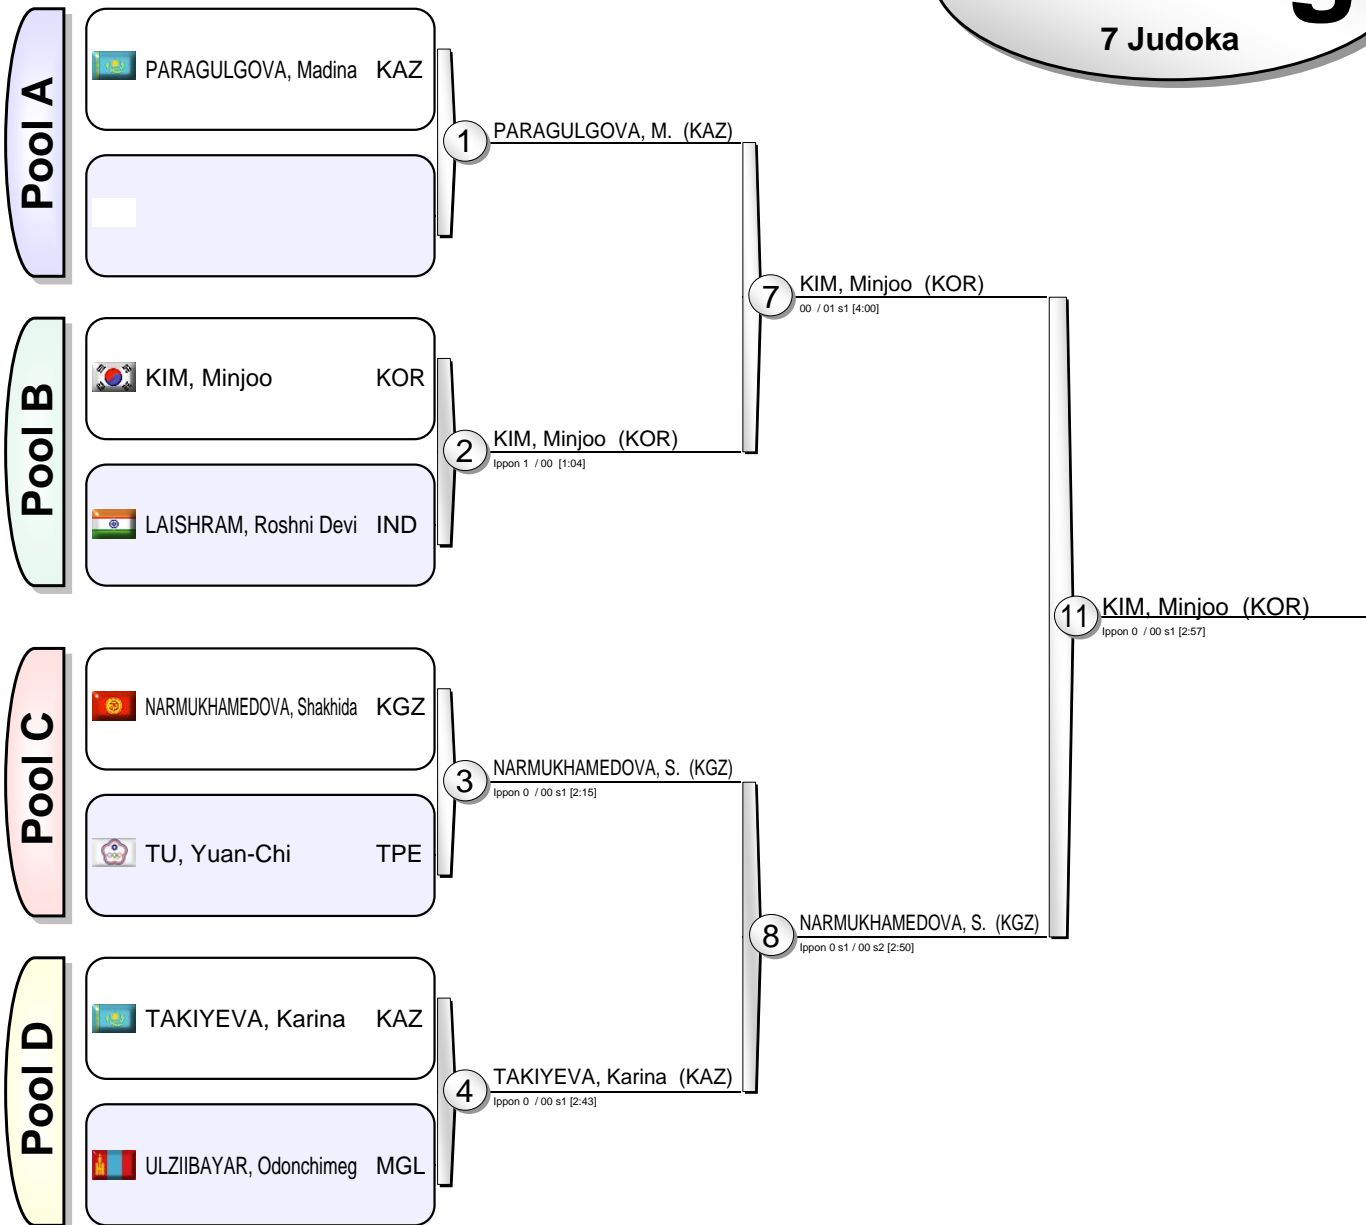 7 Judoka
Pool A
PARAGULGOVA, Madina KAZ
1
PARAGULGOVA, M. (KAZ)
7
KIM, Minjoo (KOR)
00 / 01 s1 [4:00]
Pool B
KIM, Minjoo KOR
2
KIM, Minjoo (KOR)
Ippon 1 / 00 [1:04]
LAISHRAM, Roshni Devi IND
11
KIM, Minjoo (KOR)
Ippon 0 / 00 s1 [2:57]
Pool C
NARMUKHAMEDOVA, Shakhida KGZ
3
NARMUKHAMEDOVA, S. (KGZ)
Ippon 0 / 00 s1 [2:15]
TU, Yuan-Chi TPE
8
NARMUKHAMEDOVA, S. (KGZ)
Ippon 0 s1 / 00 s2 [2:50]
Pool D
TAKIYEVA, Karina KAZ
4
TAKIYEVA, Karina (KAZ)
Ippon 0 / 00 s1 [2:43]
ULZIIBAYAR, Odonchimeg MGL